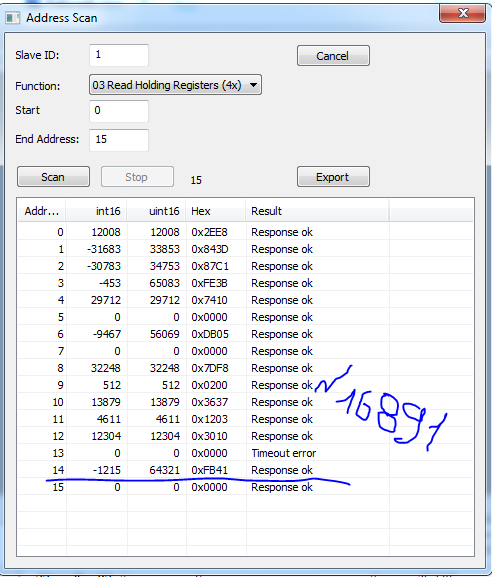 Address Scan
Slave ID: 1 Cancel
Function: 03 Read Holding Registers (4x)
Start 0
End Address: 15
Scan Stop 15 Export
Addr... int16 uint16 Hex Result
0 12008 12008 0x2EE8 Response ok
1 -31683 33853 0x843D Response ok
2 -30783 34753 0x87C1 Response ok
3 -453 65083 0xFE3B Response ok
4 29712 29712 0x7410 Response ok
5 0 0 0x0000 Response ok
6 -9467 56069 0xDB05 Response ok
7 0 0 0x0000 Response ok
8 32248 32248 0x7DF8 Response ok
9 512 512 0x0200 Response ok
10 13879 13879 0x3637 Response ok
11 4611 4611 0x1203 Response ok
12 12304 12304 0x3010 Response ok
13 0 0 0x0000 Timeout error
14 -1215 64321 0xFB41 Response ok
15 0 0 0x0000 Response ok
~16891